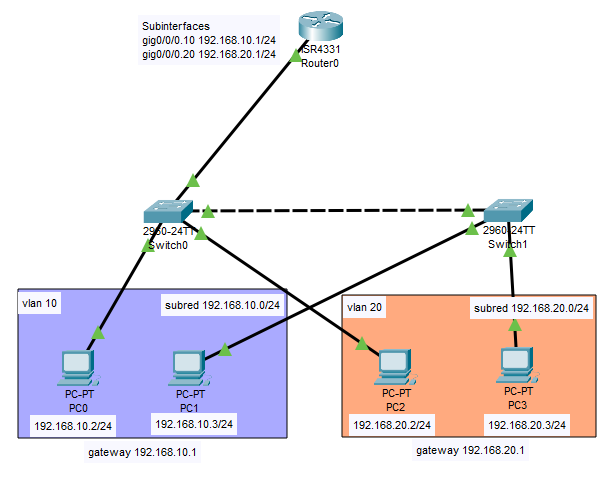 Subinterfaces
gig0/0/0.10 192.168.10.1/24
gig0/0/0.20 192.168.20.1/24
ISR4331
Router0
2960-24TT
Switch0
2960-24TT
Switch1
vlan 10
subred 192.168.10.0/24
vlan 20
subred 192.168.20.0/24
PC-PT
PC0
PC-PT
PC1
PC-PT
PC2
PC-PT
PC3
192.168.10.2/24
192.168.10.3/24
192.168.20.2/24
192.168.20.3/24
gateway 192.168.10.1
gateway 192.168.20.1